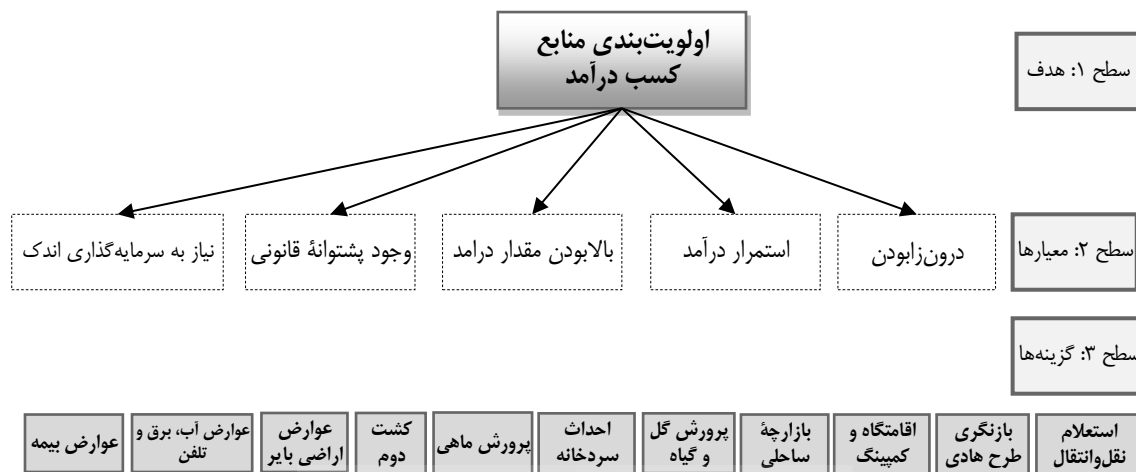 اولویت‌بندی منابع
کسب درآمد
سطح ۱: هدف
سطح ۲: معیارها
درون‌زابودن
استمرار درآمد
بالابودن مقدار درامد
وجود پشتوانهٔ قانونی
نیاز به سرمایه‌گذاری اندک
سطح ۳: گزینه‌ها
استعلام
نقل‌وانتقال
بازنگری
طرح هادی
اقامتگاه و
کمپینگ
بازارچهٔ
ساحلی
پرورش گل
و گیاه
احداث
سردخانه
پرورش ماهی
کشت
دوم
عوارض
اراضی بایر
عوارض آب، برق و
تلفن
عوارض بیمه